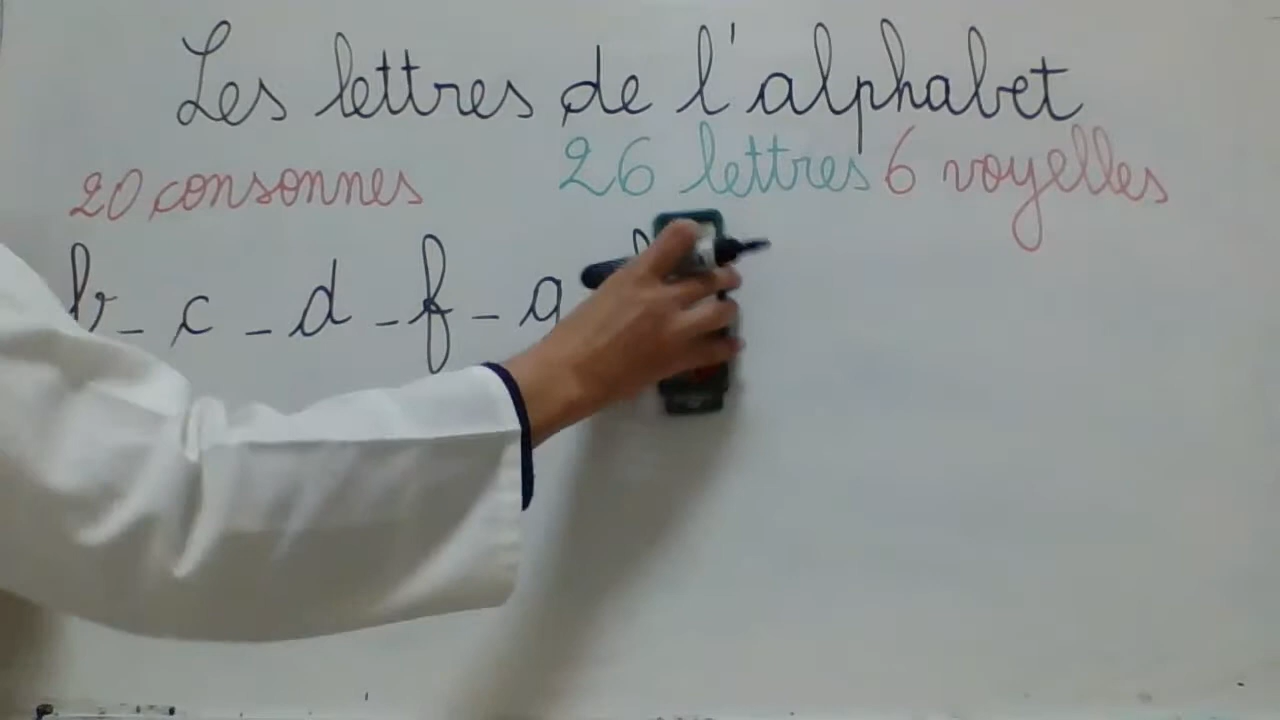 Les lettres de l'alphabet
20 consonnes 26 lettres 6 voyelles
b - c - d - f - g